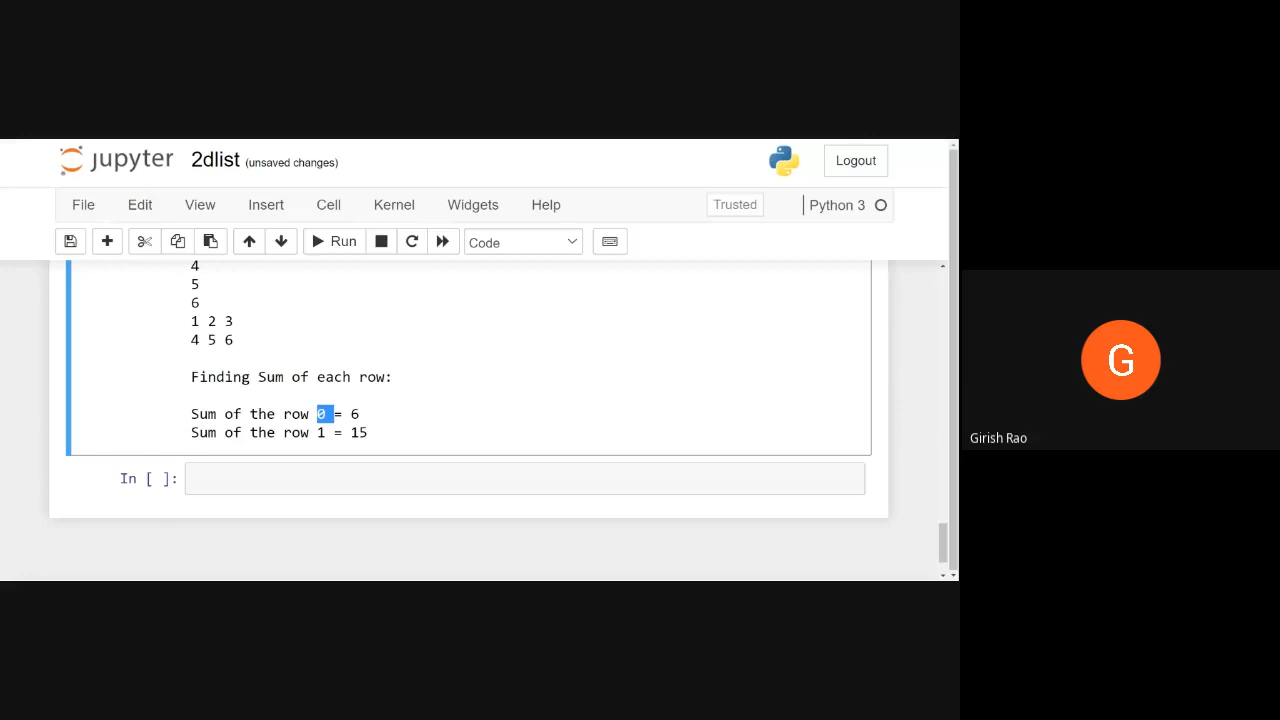 jupyter 2dlist (unsaved changes)
Logout
File Edit View Insert Cell Kernel Widgets Help Trusted Python 3
Run Code
4
5
6
1 2 3
4 5 6
Finding Sum of each row:
Sum of the row 0 = 6
Sum of the row 1 = 15
In [ ]:
G
Girish Rao